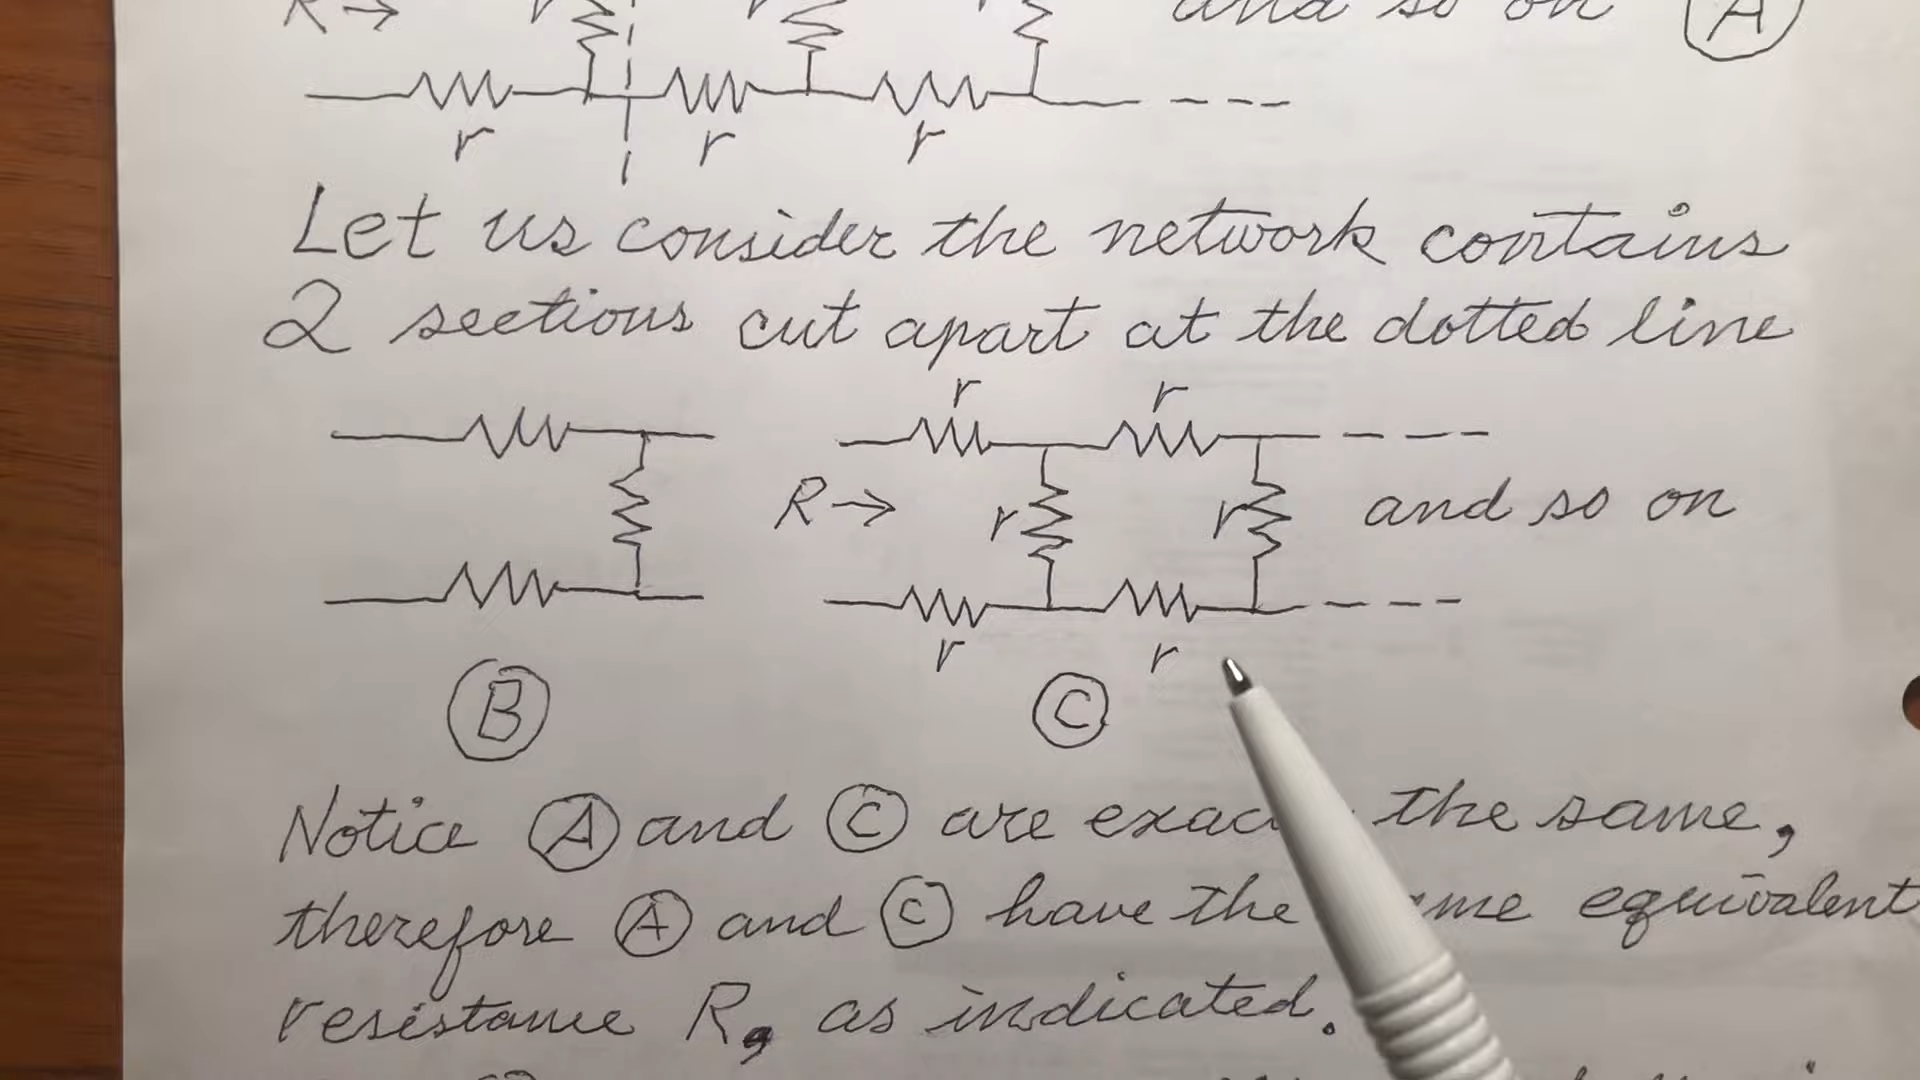 R → r r r and so on A
r r r
Let us consider the network contains
2 sections cut apart at the dotted line
r r
R → r r and so on
r r
B C
Notice A and C are exac the same,
therefore A and C have the me equivalent
resistance R, as indicated.